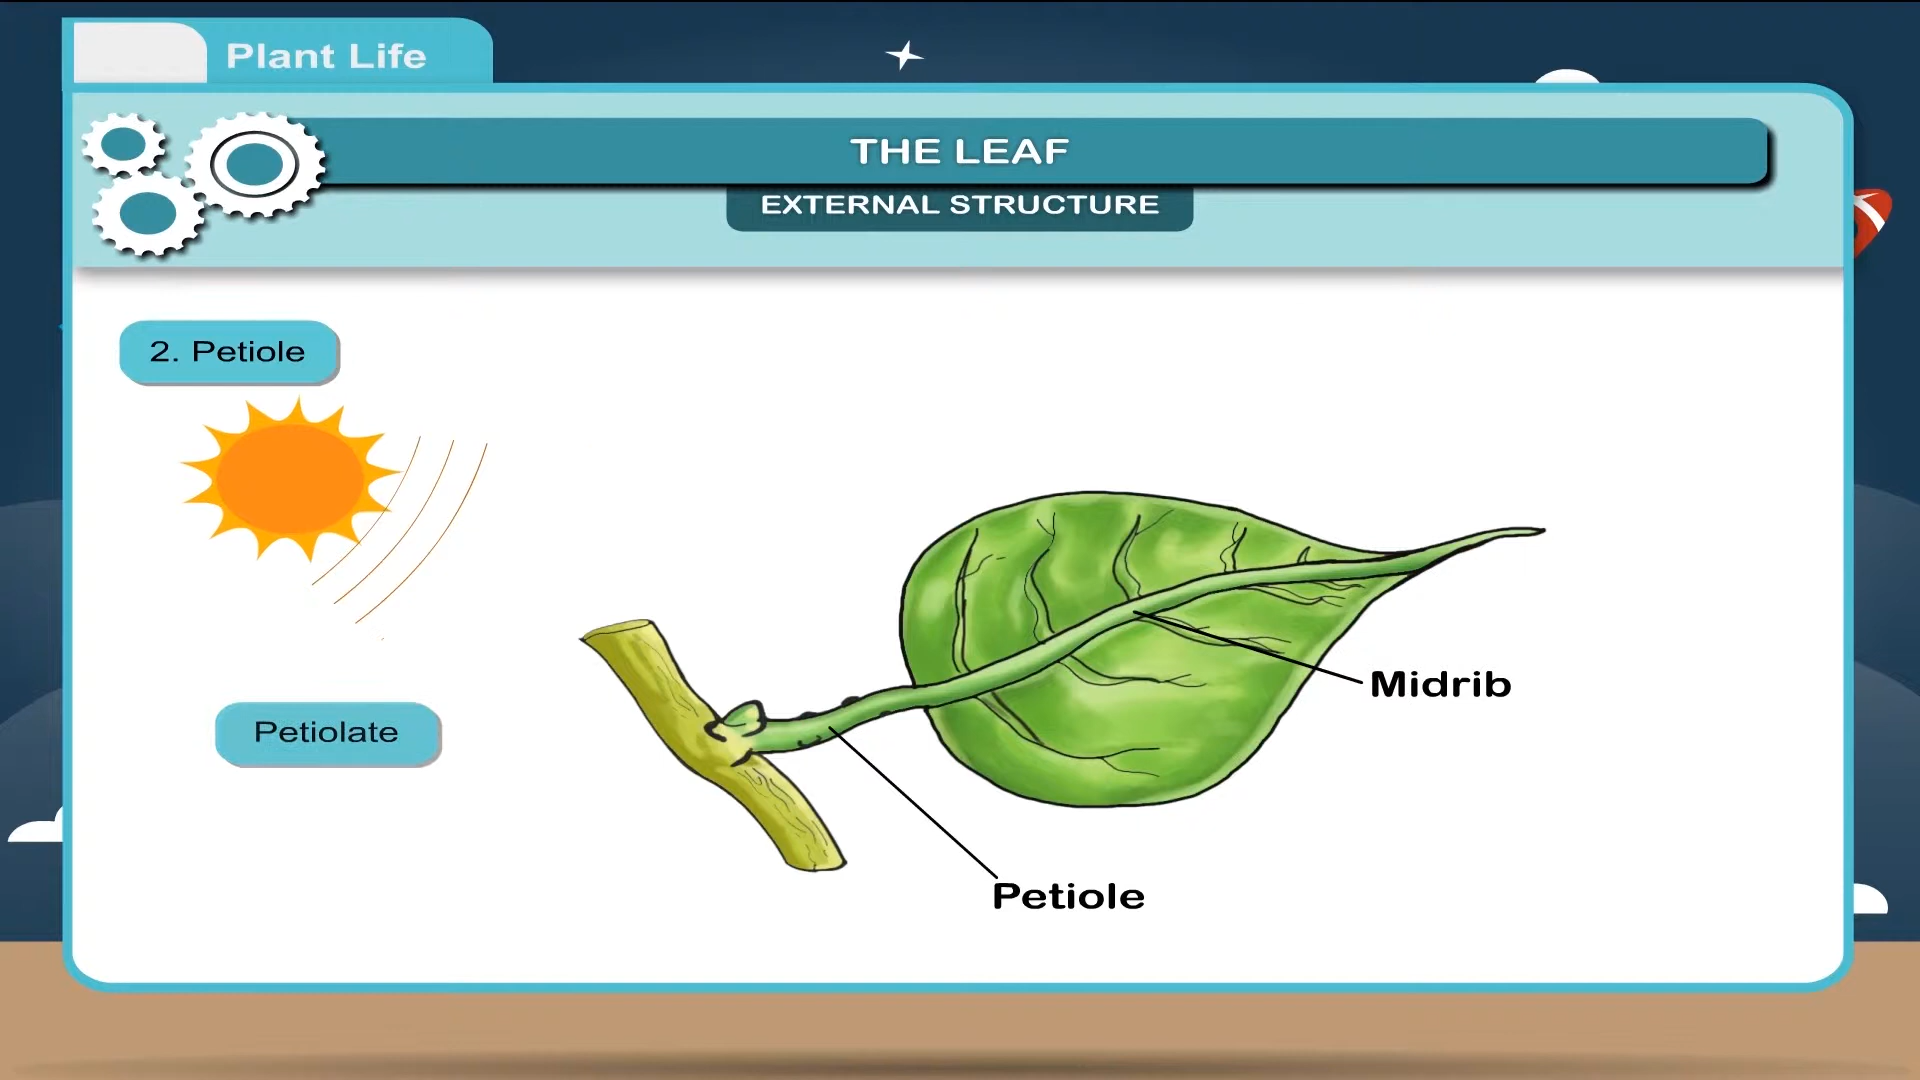 Plant Life
THE LEAF
EXTERNAL STRUCTURE
2. Petiole
Midrib
Petiolate
Petiole